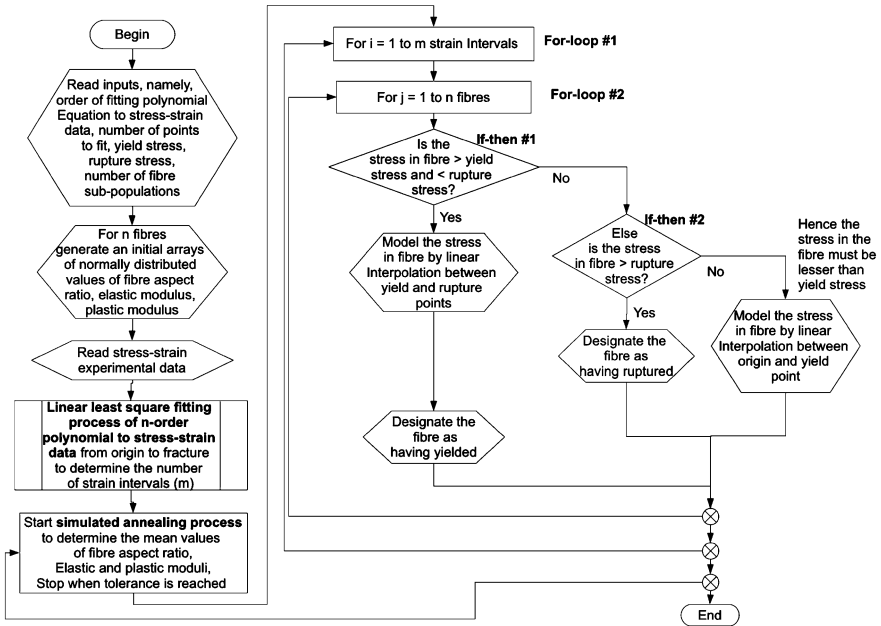 Begin
Read inputs, namely,
order of fitting polynomial
Equation to stress-strain
data, number of points
to fit, yield stress,
rupture stress,
number of fibre
sub-populations
For n fibres
generate an initial arrays
of normally distributed
values of fibre aspect
ratio, elastic modulus,
plastic modulus
Read stress-strain
experimental data
Linear least square fitting
process of n-order
polynomial to stress-strain
data from origin to fracture
to determine the number
of strain intervals (m)
Start simulated annealing process
to determine the mean values
of fibre aspect ratio,
Elastic and plastic moduli,
Stop when tolerance is reached
For i = 1 to m strain Intervals
For-loop #1
For j = 1 to n fibres
For-loop #2
If-then #1
Is the
stress in fibre > yield
stress and < rupture
stress?
No
Yes
Model the stress
in fibre by linear
Interpolation between
yield and rupture
points
Designate the
fibre as
having yielded
If-then #2
Else
is the stress
in fibre > rupture
stress?
No
Yes
Designate the
fibre as
having ruptured
Hence the
stress in the
fibre must be
lesser than
yield stress
Model the stress
in fibre by linear
Interpolation between
origin and yield
point
End